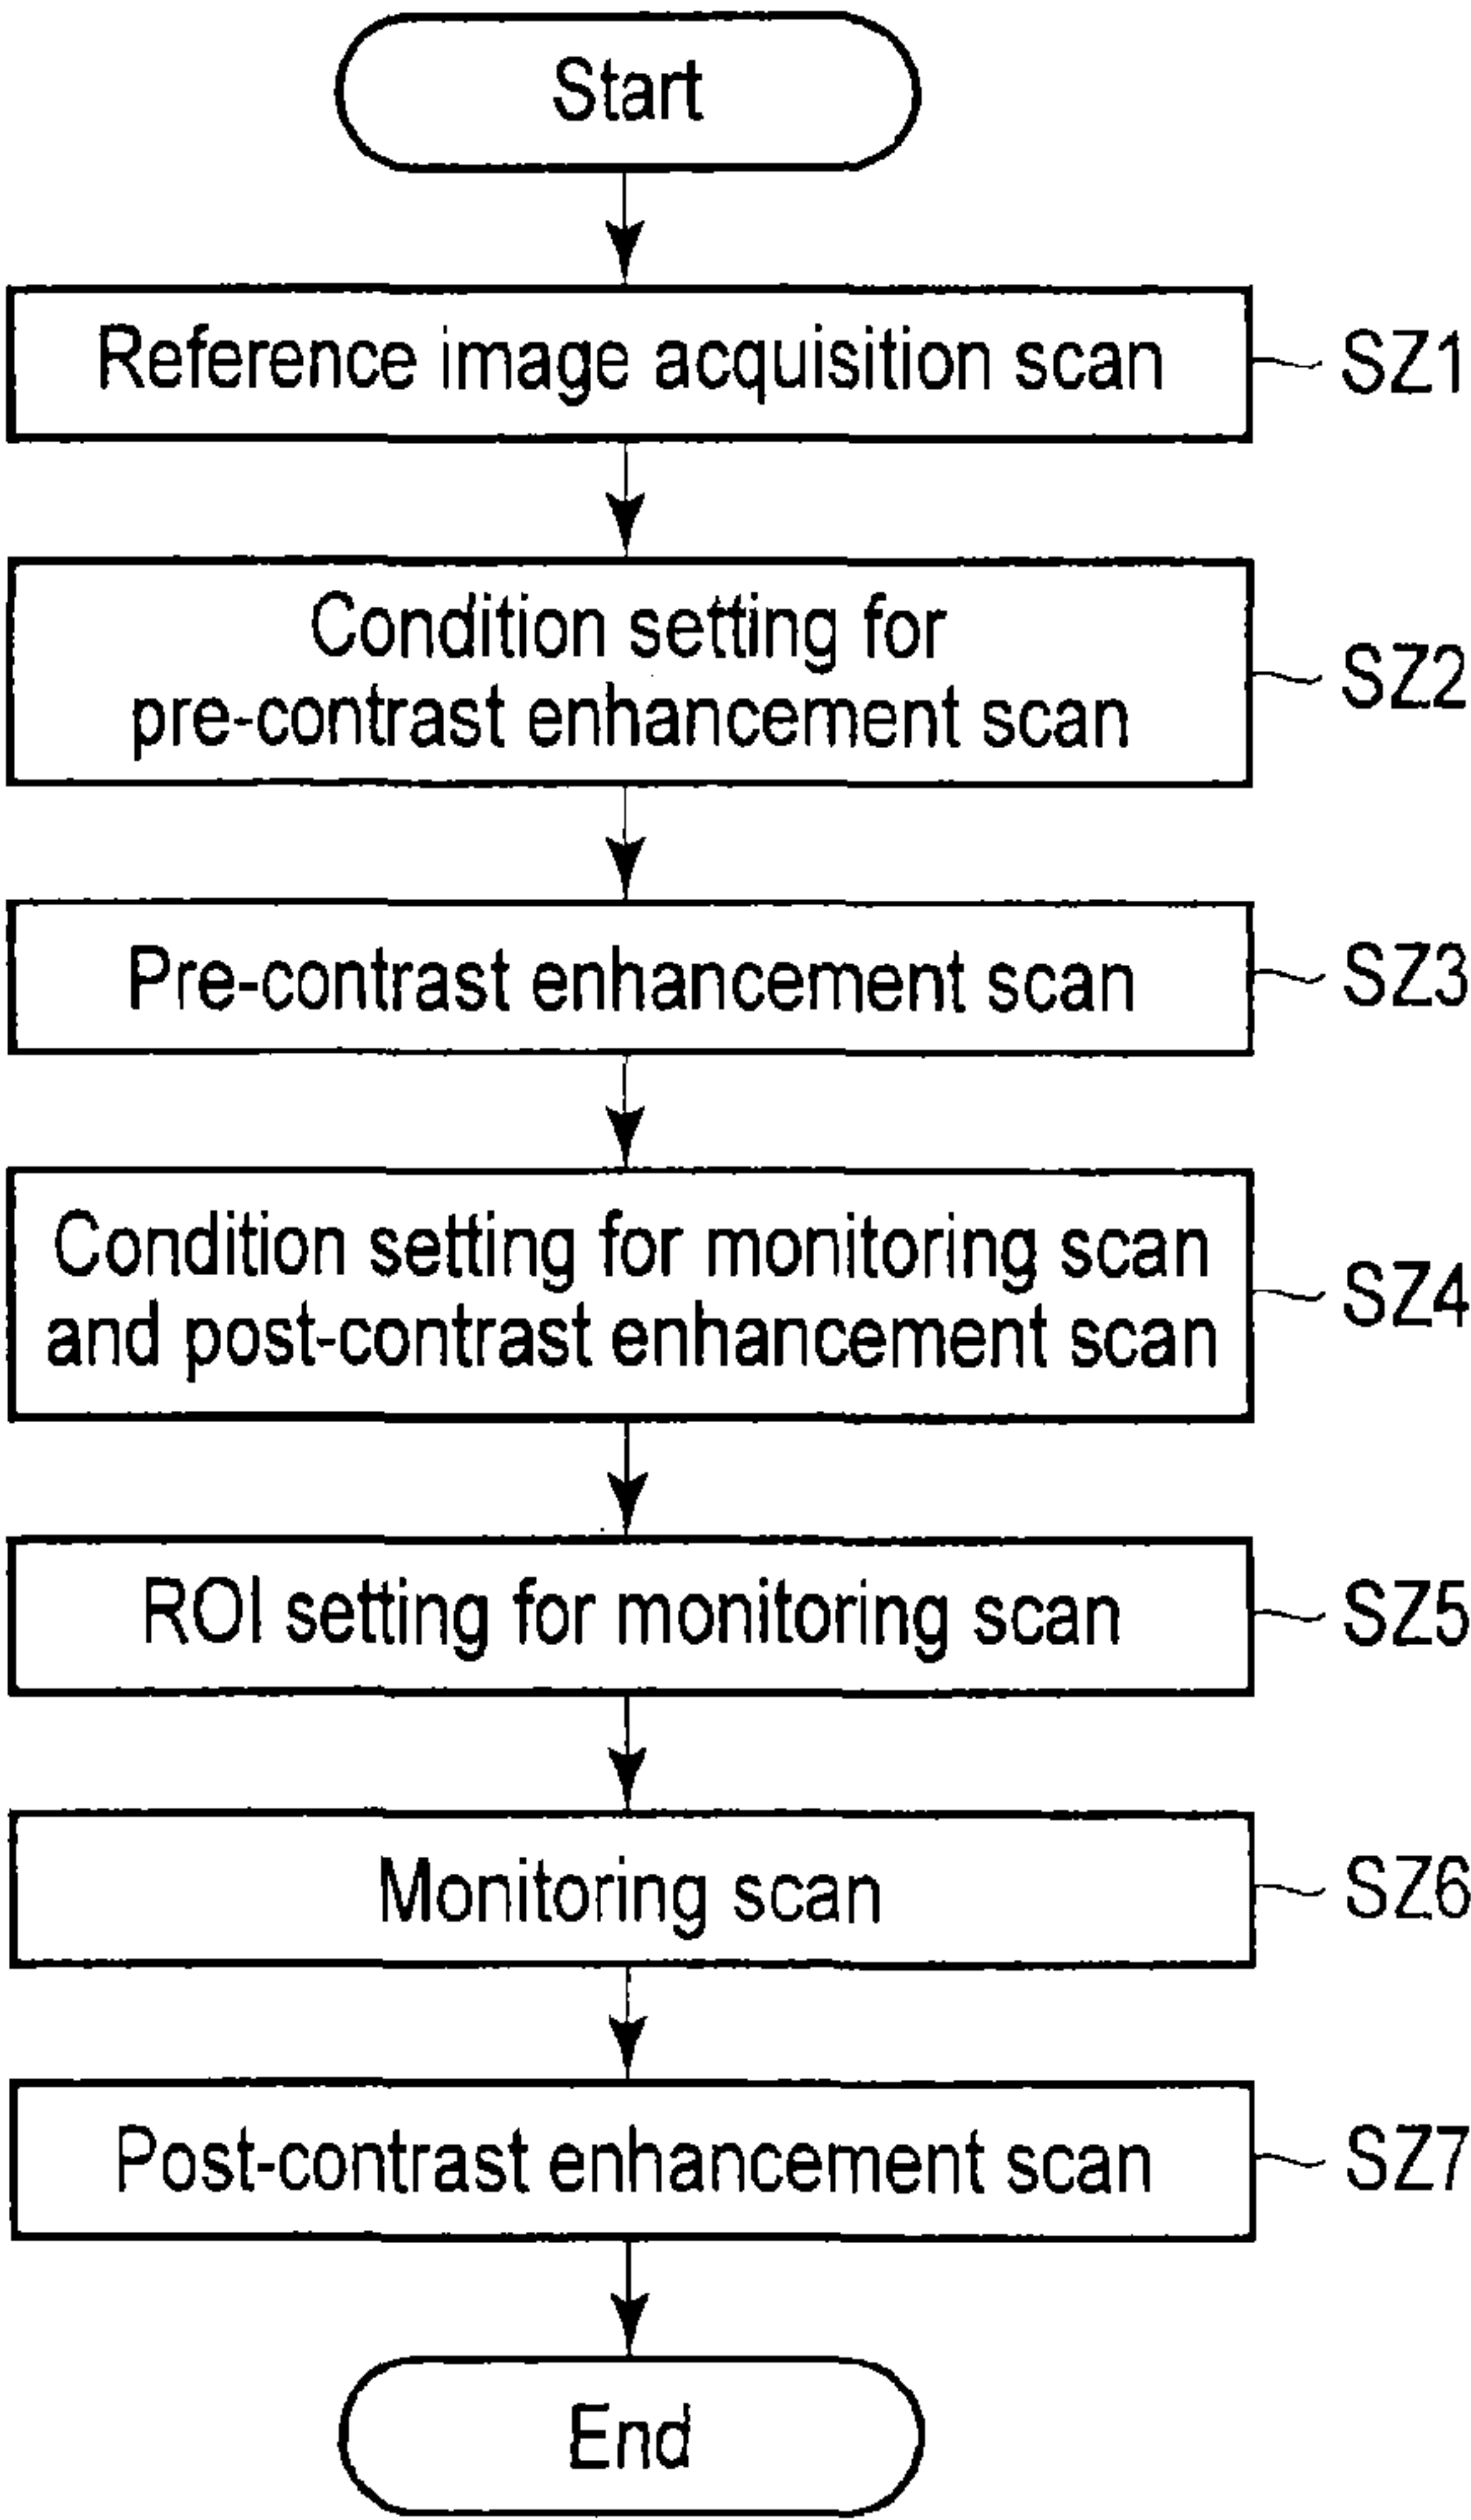 Start
Reference image acquisition scan
SZ1
Condition setting for
pre-contrast enhancement scan
SZ2
Pre-contrast enhancement scan
SZ3
Condition setting for monitoring scan
and post-contrast enhancement scan
SZ4
ROI setting for monitoring scan
SZ5
Monitoring scan
SZ6
Post-contrast enhancement scan
SZ7
End